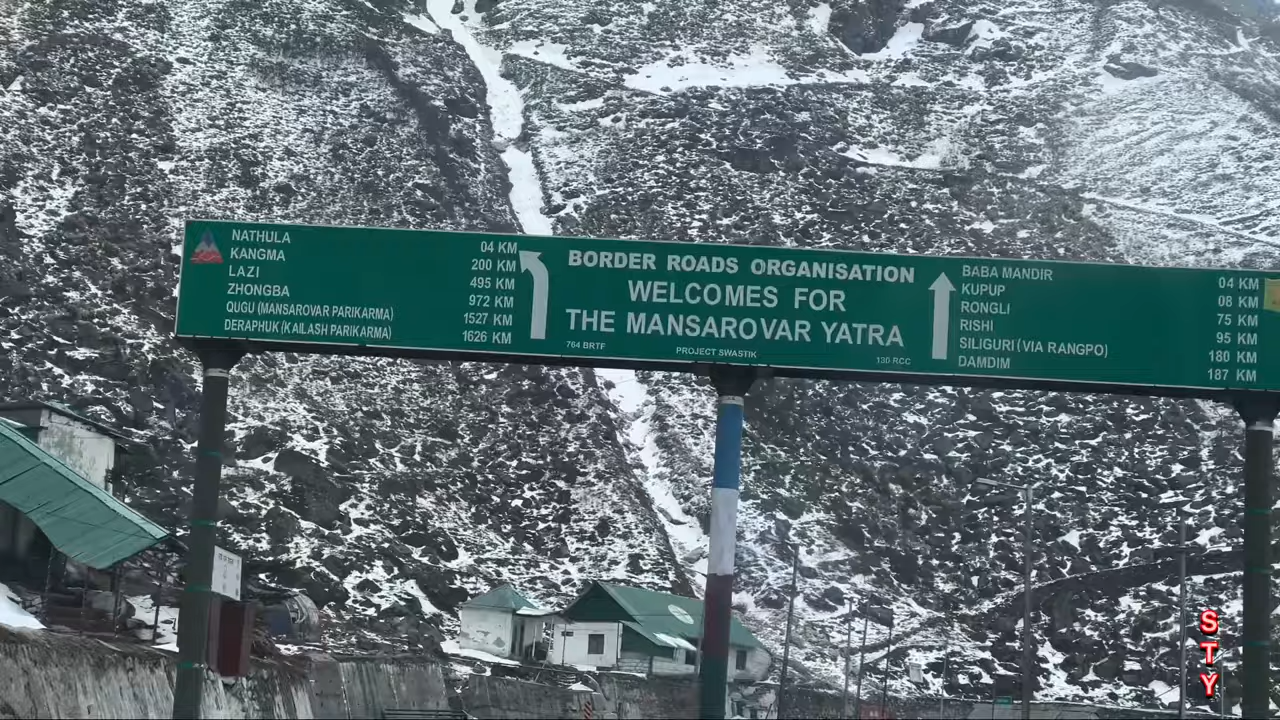 NATHULA 04 KM
KANGMA 200 KM
LAZI 495 KM
ZHONGBA 972 KM
QUGU (MANSAROVAR PARIKARMA) 1527 KM
DERAPHUK (KAILASH PARIKARMA) 1626 KM
BORDER ROADS ORGANISATION
WELCOMES FOR
THE MANSAROVAR YATRA
764 BRTF PROJECT SWASTIK 130 RCC
BABA MANDIR 04 KM
KUPUP 08 KM
RONGLI 75 KM
RISHI 95 KM
SILIGURI (VIA RANGPO) 180 KM
DAMDIM 187 KM
STY